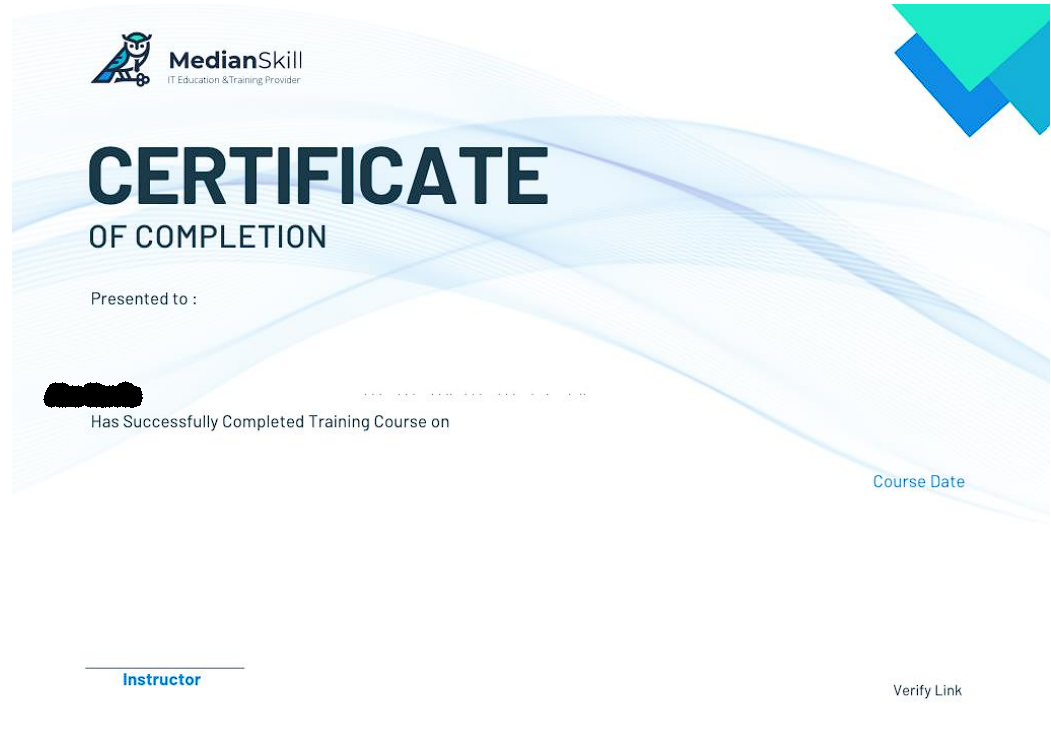 MedianSkill
IT Education &Training Provider
CERTIFICATE
OF COMPLETION
Presented to :
Has Successfully Completed Training Course on
Course Date
Instructor
Verify Link